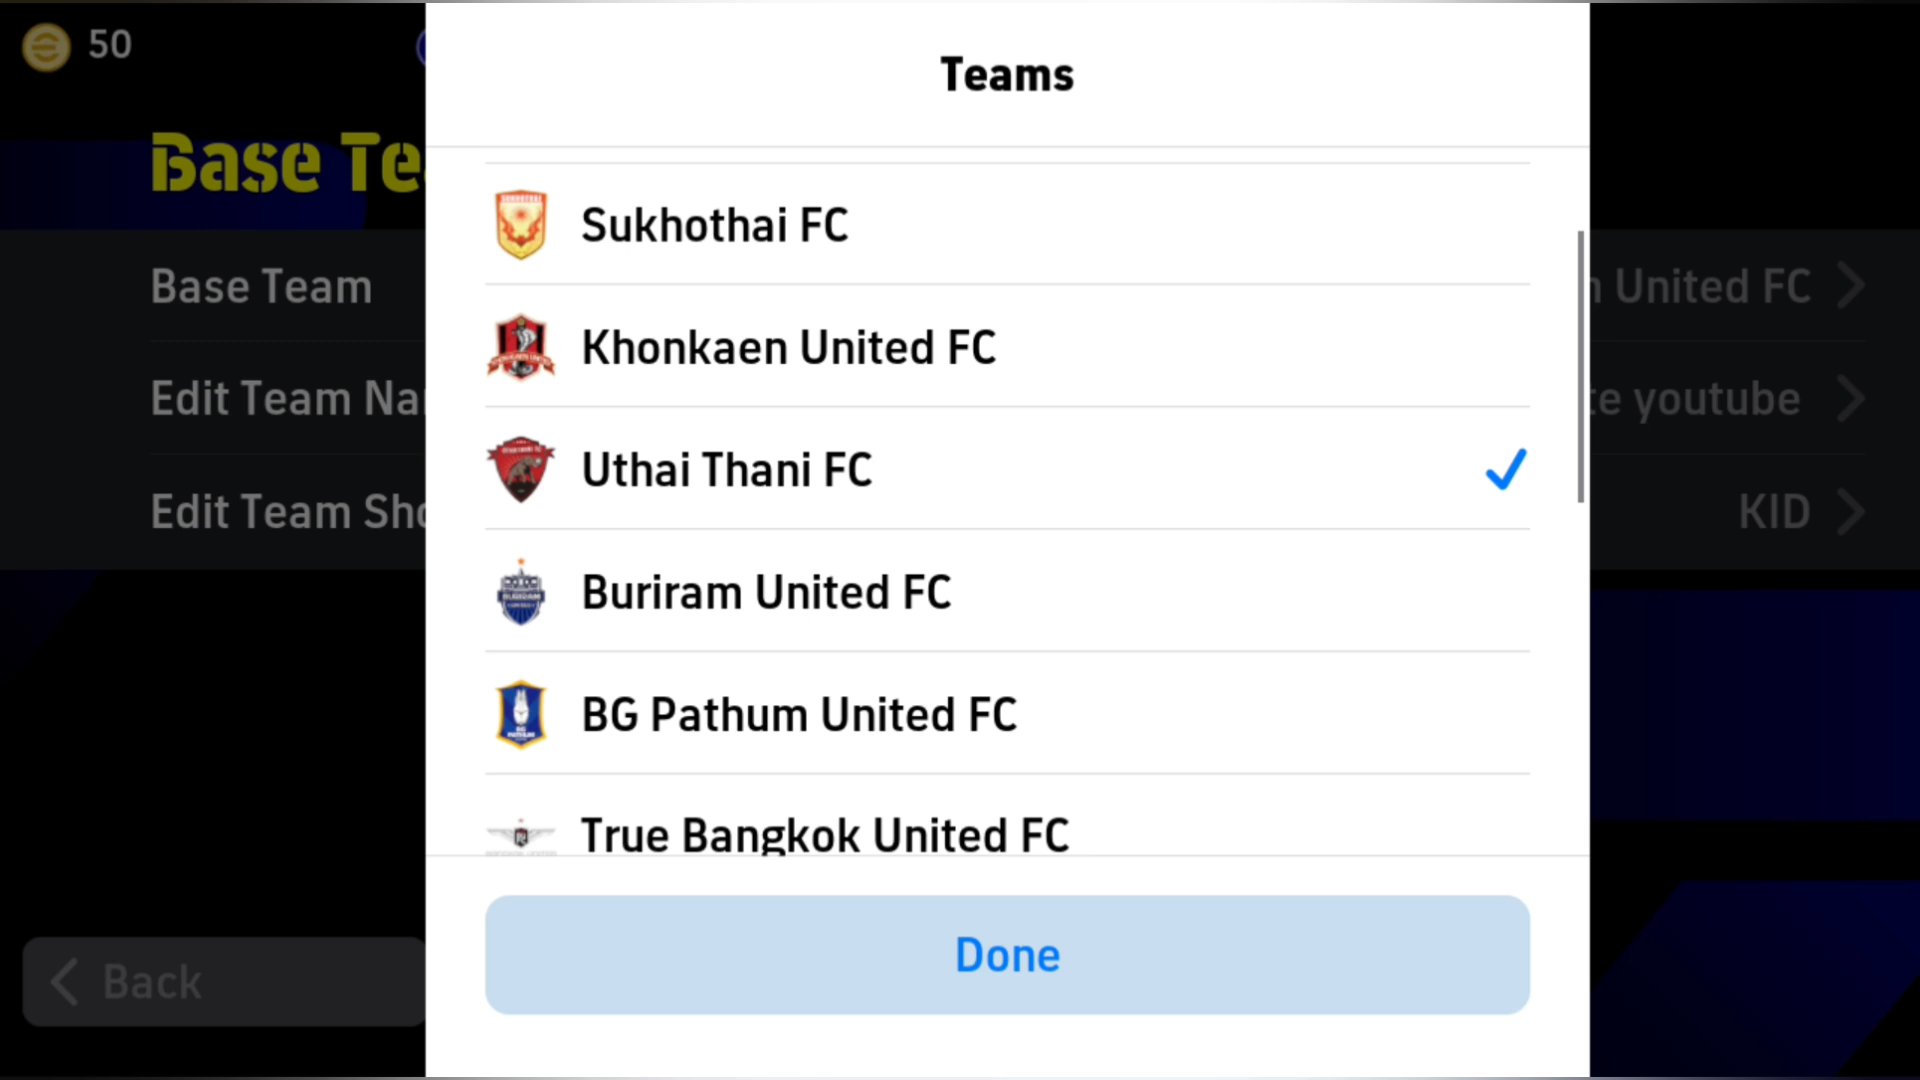 50
Teams
Base Te
Sukhothai FC
Base Team
United FC
Khonkaen United FC
Edit Team Na
youtube
Uthai Thani FC
Edit Team Sho
KID
Buriram United FC
BG Pathum United FC
True Bangkok United FC
Done
Back